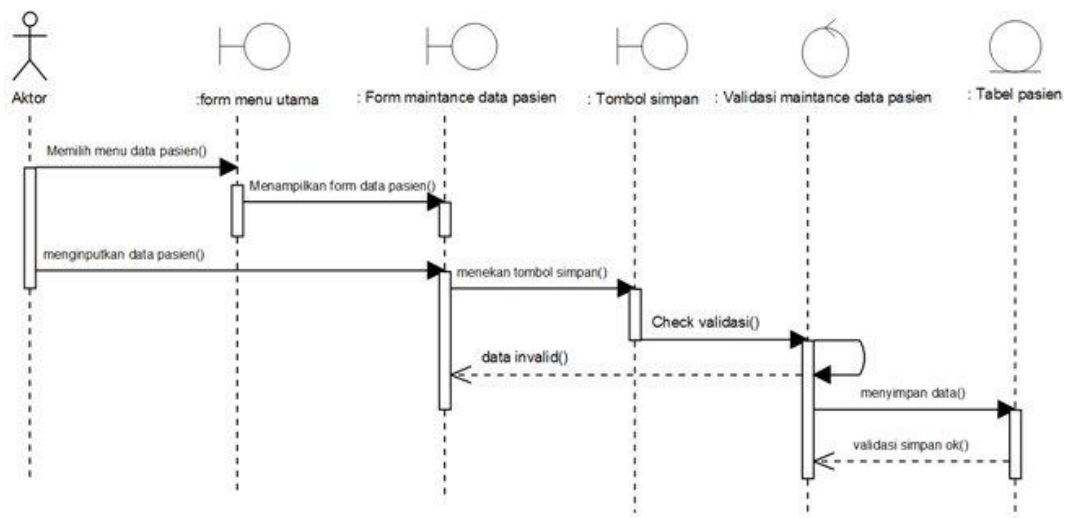 Aktor
:form menu utama
: Form maintance data pasien
: Tombol simpan
: Validasi maintance data pasien
: Tabel pasien
Memilih menu data pasien()
Menampilkan form data pasien()
menginputkan data pasien()
menekan tombol simpan()
Check validasi()
data invalid()
menyimpan data()
validasi simpan ok()